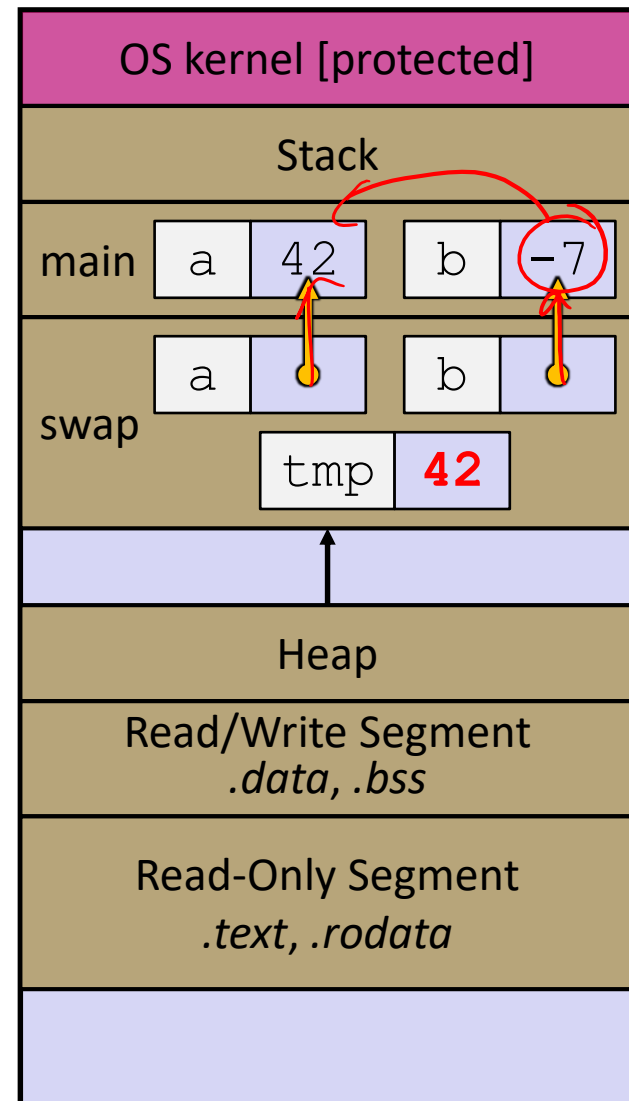 OS kernel [protected]
Stack
main a 42 b -7
a b
swap
tmp 42
Heap
Read/Write Segment
.data, .bss
Read-Only Segment
.text, .rodata